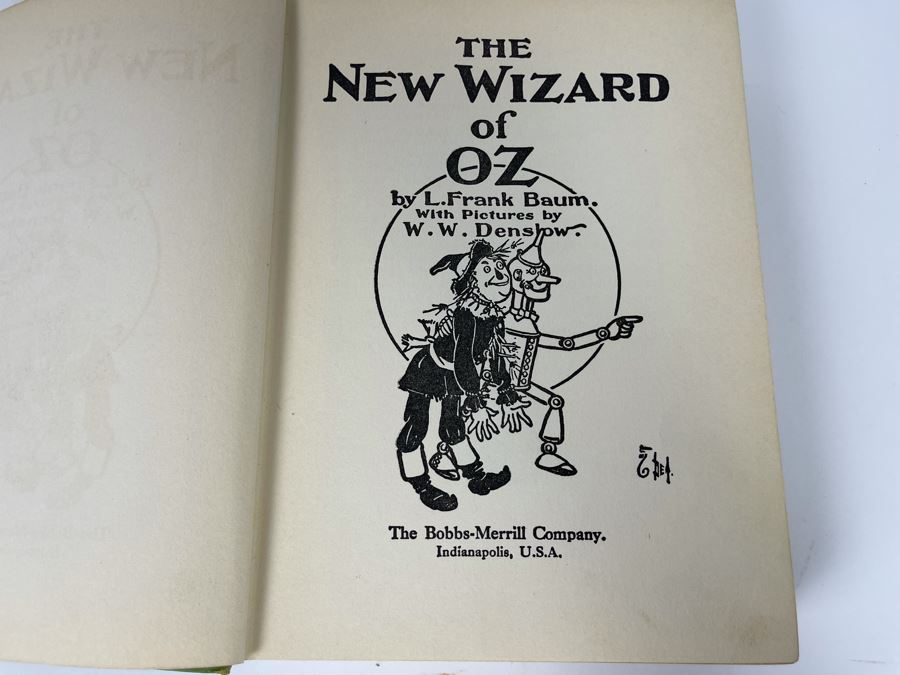 THE
NEW WIZARD
of
OZ
by L. Frank Baum.
With Pictures by
W. W. Denslow.
The Bobbs-Merrill Company.
Indianapolis, U.S.A.